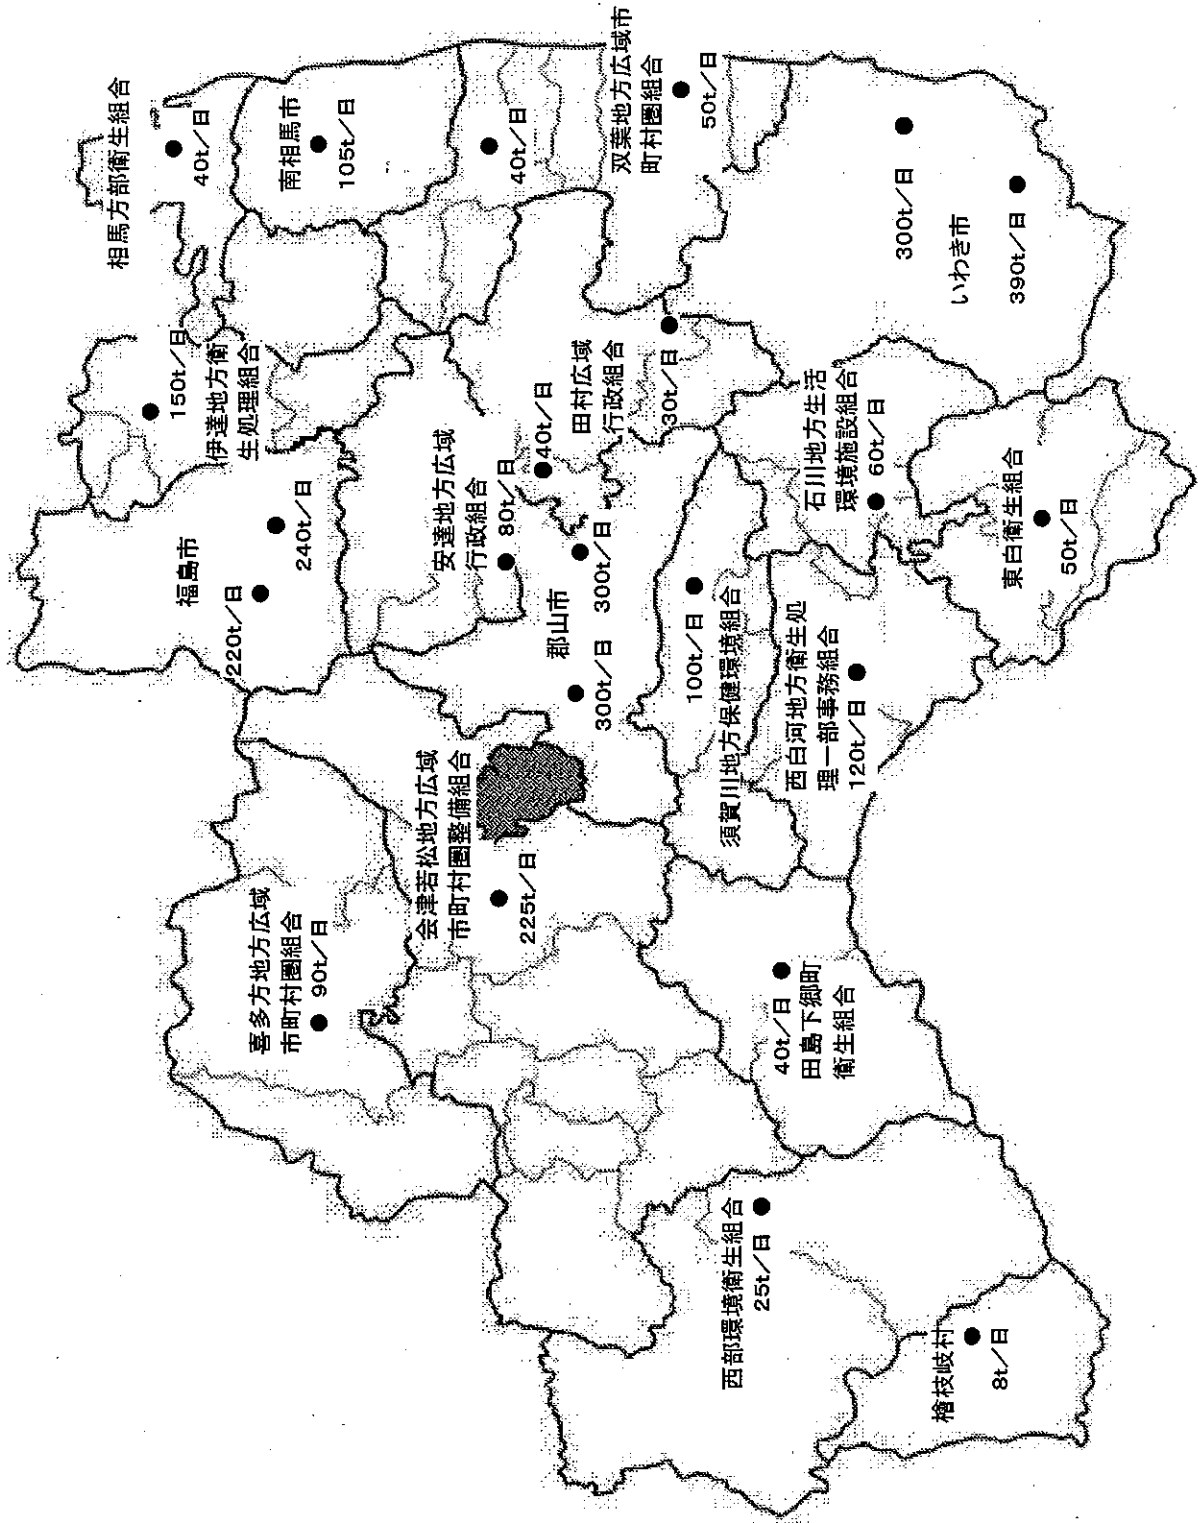 相馬方部衛生組合
40t／日
南相馬市
105t／日
40t／日
双葉地方広域市
町村圏組合
50t／日
300t／日
いわき市
390t／日
150t／日
伊達地方衛
生処理組合
福島市
240t／日
220t／日
安達地方広域
行政組合
80t／日
40t／日
田村広域
行政組合
30t／日
郡山市
300t／日
300t／日
石川地方生活
環境施設組合
60t／日
東白衛生組合
50t／日
100t／日
須賀川地方保健環境組合
西白河地方衛生処
理一部事務組合
120t／日
会津若松地方広域
市町村圏整備組合
225t／日
喜多方地方広域
市町村圏組合
90t／日
40t／日
田島下郷町
衛生組合
西部環境衛生組合
25t／日
檜枝岐村
8t／日